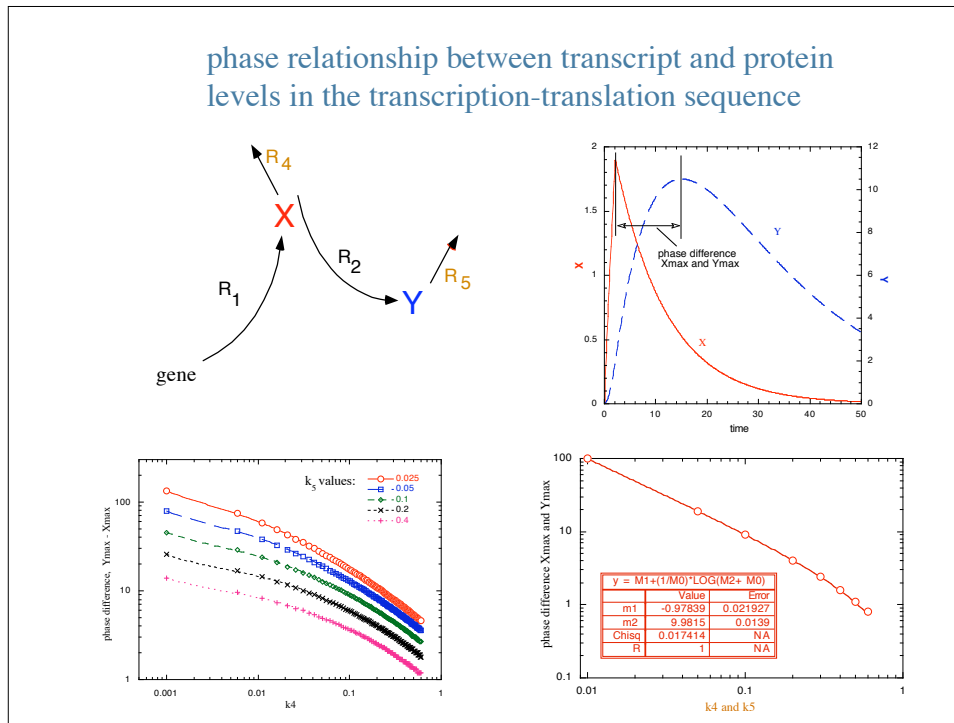 phase relationship between transcript and protein
levels in the transcription-translation sequence
R4
X
R2
R1
Y
R5
gene
2
1.5
1
0.5
0
X
12
10
8
6
4
2
0
Y
Y
phase difference
Xmax and Ymax
X
0 10 20 30 40 50
time
phase difference, Ymax - Xmax
100
10
1
k5 values:
0.025
0.05
0.1
0.2
0.4
0.001 0.01 0.1 1
k4
phase difference Xmax and Ymax
100
10
1
0.1
y = M1+(1/M0)*LOG(M2+ M0)
Value Error
m1 -0.97839 0.021927
m2 9.9815 0.0139
Chisq 0.017414 NA
R 1 NA
0.01 0.1 1
k4 and k5